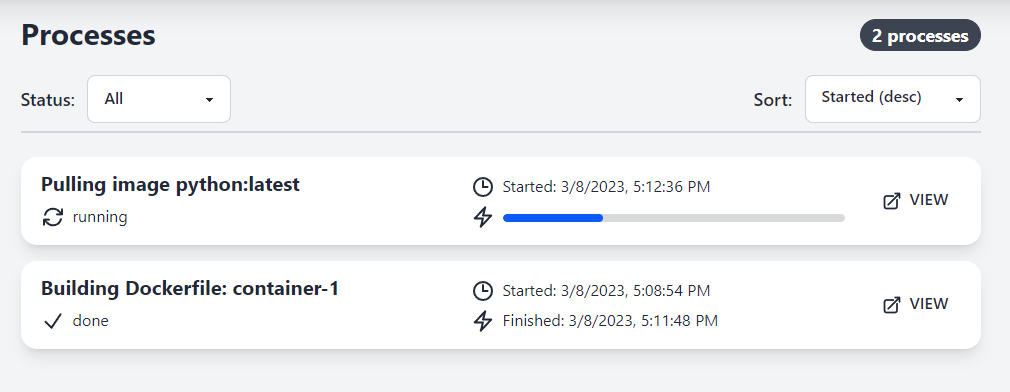 Processes
2 processes
Status: All
Sort: Started (desc)
Pulling image python:latest
running
Started: 3/8/2023, 5:12:36 PM
VIEW
Building Dockerfile: container-1
done
Started: 3/8/2023, 5:08:54 PM
Finished: 3/8/2023, 5:11:48 PM
VIEW